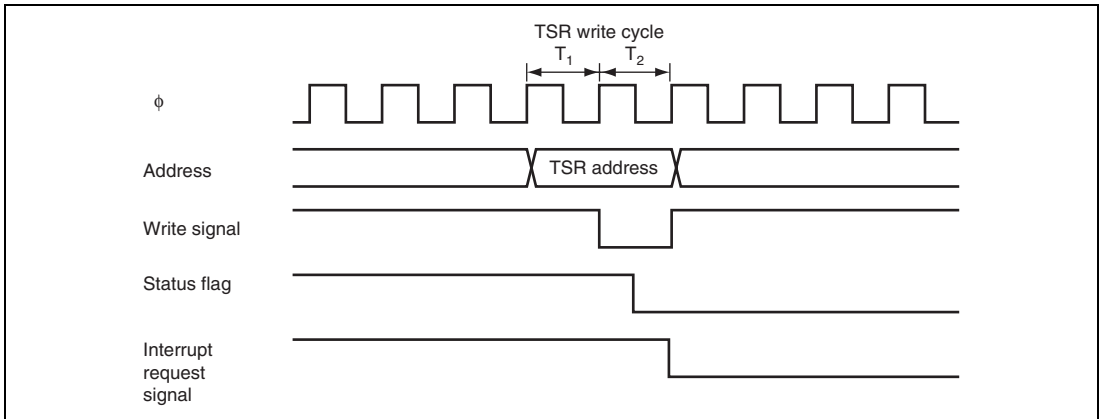 TSR write cycle
T1 T2
ϕ
Address
TSR address
Write signal
Status flag
Interrupt
request
signal